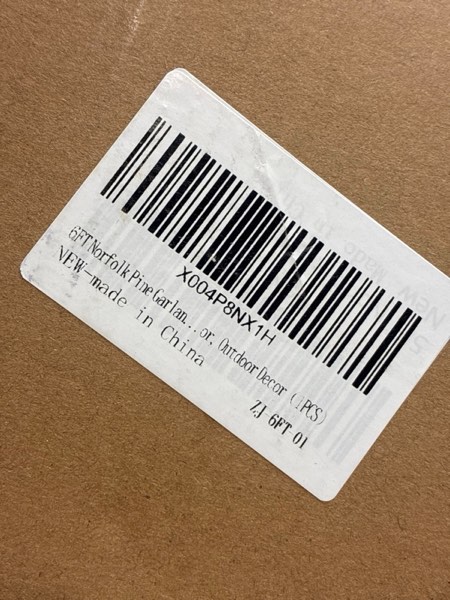 X004P8NX1H
6FT Norfolk Pine Garlan...or, Outdoor Decor (1PCS)
NEW-made in China
ZJ-6FT-01